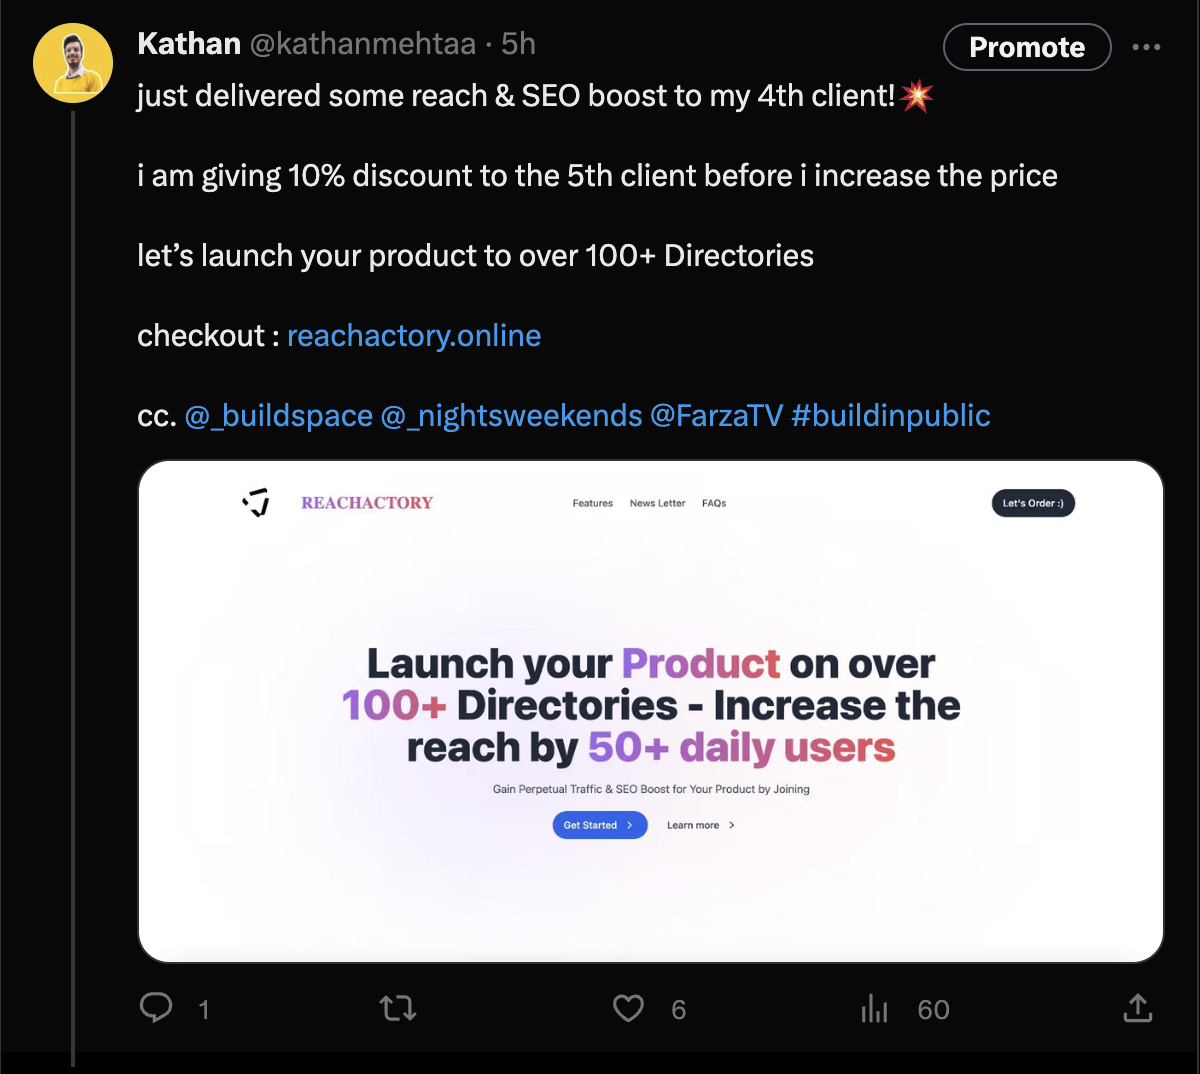 Kathan @kathanmehtaa · 5h
Promote
just delivered some reach & SEO boost to my 4th client!💥
i am giving 10% discount to the 5th client before i increase the price
let’s launch your product to over 100+ Directories
checkout : reachactory.online
cc. @_buildspace @_nightsweekends @FarzaTV #buildinpublic
REACHACTORY
Features News Letter FAQs
Let's Order :)
Launch your Product on over
100+ Directories - Increase the
reach by 50+ daily users
Gain Perpetual Traffic & SEO Boost for Your Product by Joining
Get Started
Learn more
1
6
60